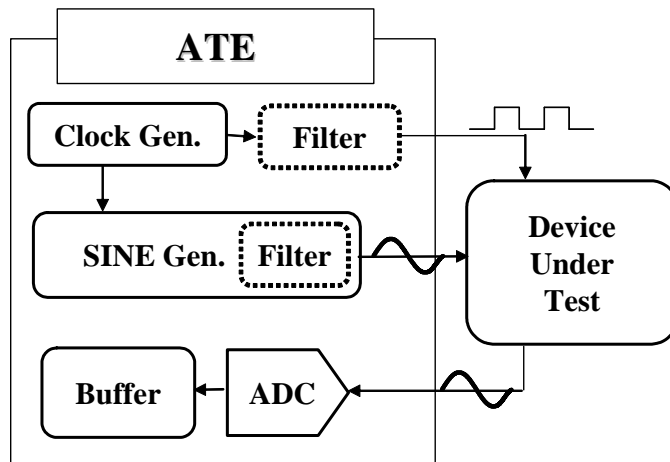 ATE
Clock Gen.
Filter
SINE Gen.
Filter
Device
Under
Test
Buffer
ADC